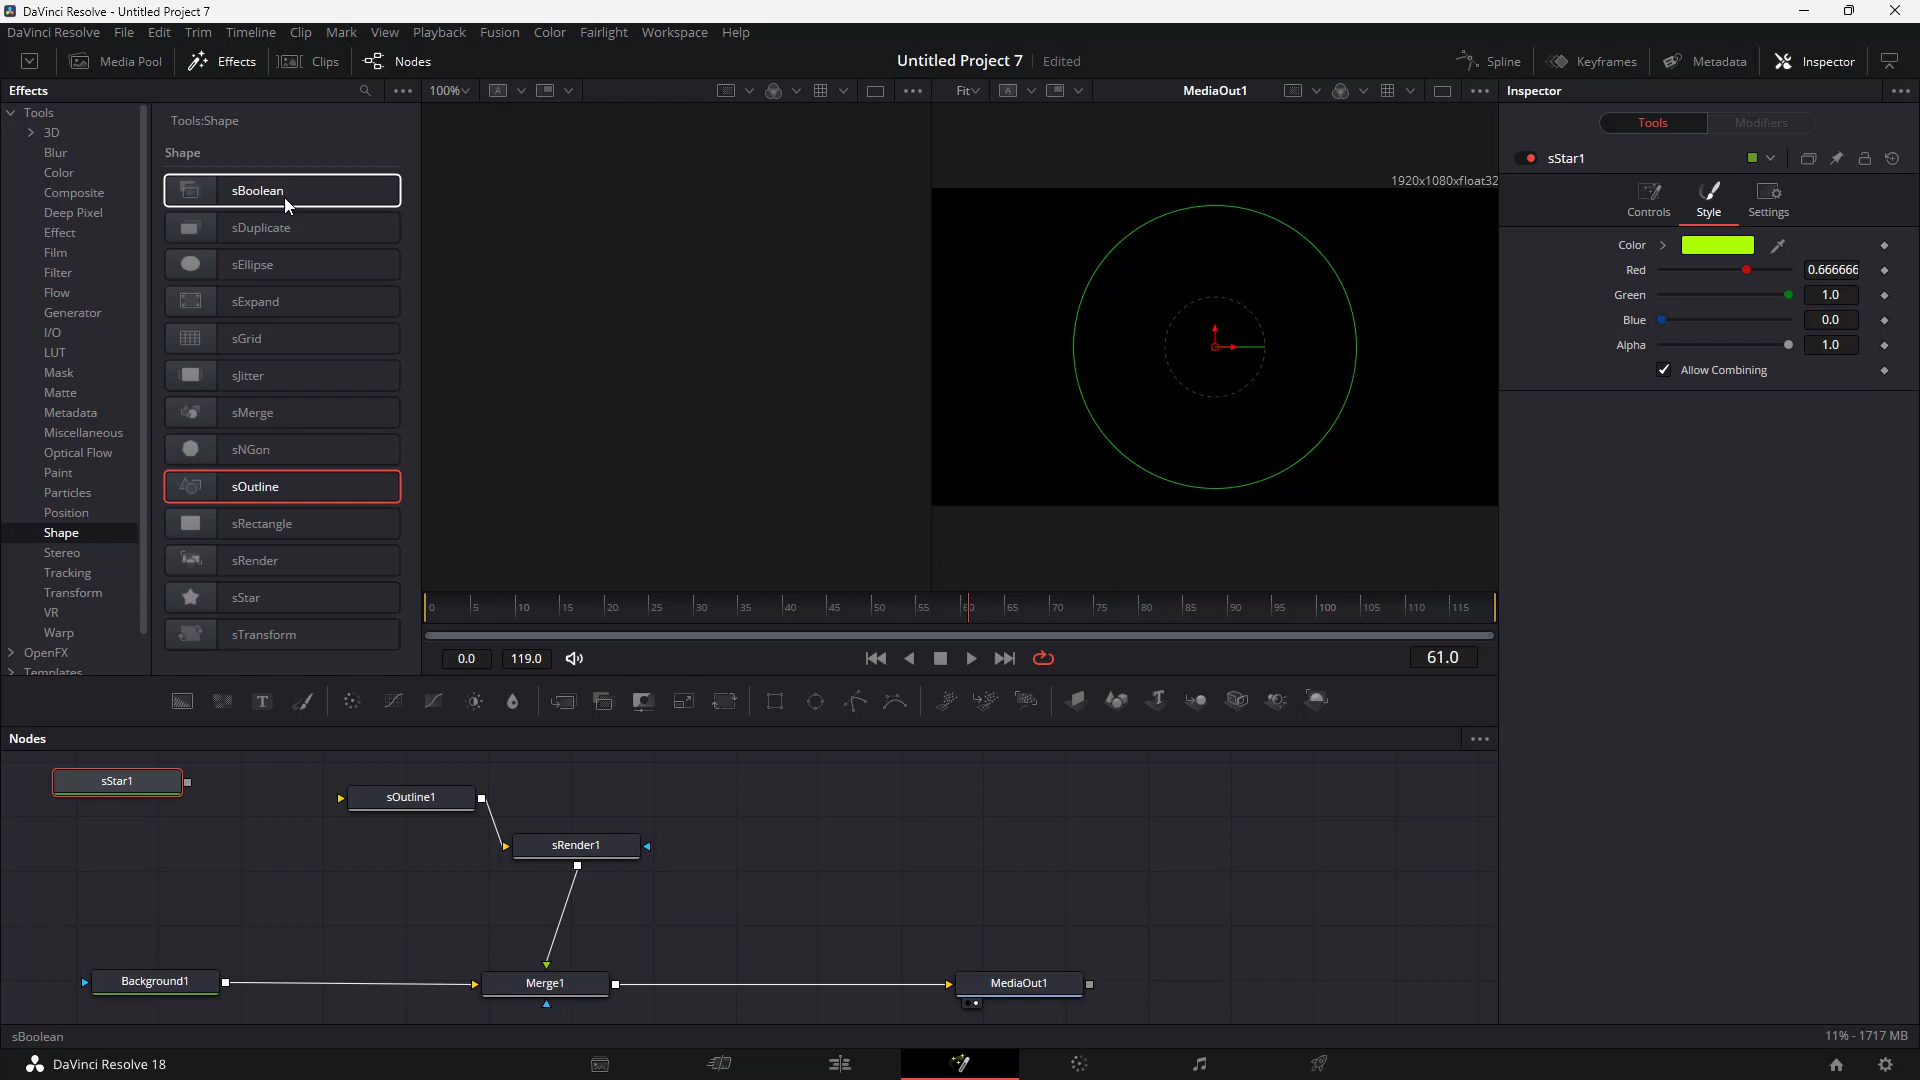 DaVinci Resolve - Untitled Project 7
DaVinci Resolve File Edit Trim Timeline Clip Mark View Playback Fusion Color Fairlight Workspace Help
Media Pool Effects Clips Nodes Untitled Project 7 Edited Spline Keyframes Metadata Inspector
Effects 100% A Fit A MediaOut1 Inspector
Tools
3D
Blur
Color
Composite
Deep Pixel
Effect
Film
Filter
Flow
Generator
I/O
LUT
Mask
Matte
Metadata
Miscellaneous
Optical Flow
Paint
Particles
Position
Shape
Stereo
Tracking
Transform
VR
Warp
OpenFX
Templates
Tools:Shape
Shape
sBoolean
sDuplicate
sEllipse
sExpand
sGrid
sJitter
sMerge
sNGon
sOutline
sRectangle
sRender
sStar
sTransform
1920x1080xfloat32
0 5 10 15 20 25 30 35 40 45 50 55 60 65 70 75 80 85 90 95 100 105 110 115
0.0 119.0 61.0
Tools Modifiers
sStar1
Controls Style Settings
Color
Red 0.666666
Green 1.0
Blue 0.0
Alpha 1.0
Allow Combining
T T
Nodes
sStar1
sOutline1
sRender1
Background1
Merge1
MediaOut1
sBoolean 11% - 1717 MB
DaVinci Resolve 18